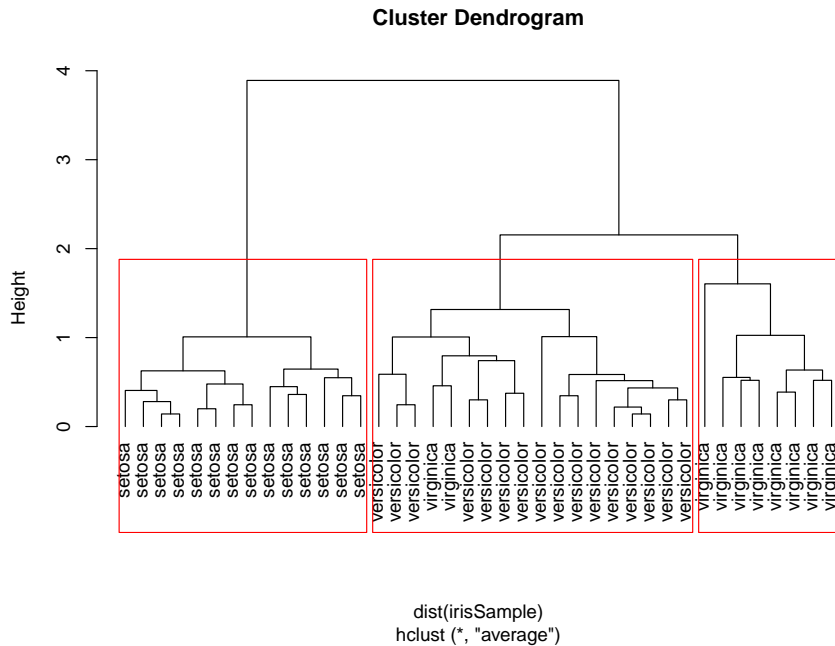 Cluster Dendrogram
Height
4
3
2
1
0
setosa
setosa
setosa
setosa
setosa
setosa
setosa
setosa
setosa
setosa
setosa
setosa
setosa
setosa
versicolor
versicolor
versicolor
virginica
virginica
versicolor
versicolor
versicolor
versicolor
versicolor
versicolor
versicolor
versicolor
versicolor
versicolor
versicolor
versicolor
versicolor
virginica
virginica
virginica
virginica
virginica
virginica
virginica
virginica
dist(irisSample)
hclust (*, "average")